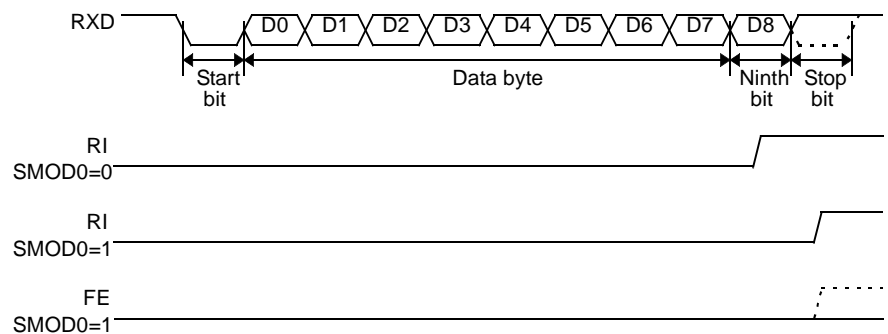 RXD D0 D1 D2 D3 D4 D5 D6 D7 D8
Start Data byte Ninth Stop
bit bit bit
RI
SMOD0=0
RI
SMOD0=1
FE
SMOD0=1